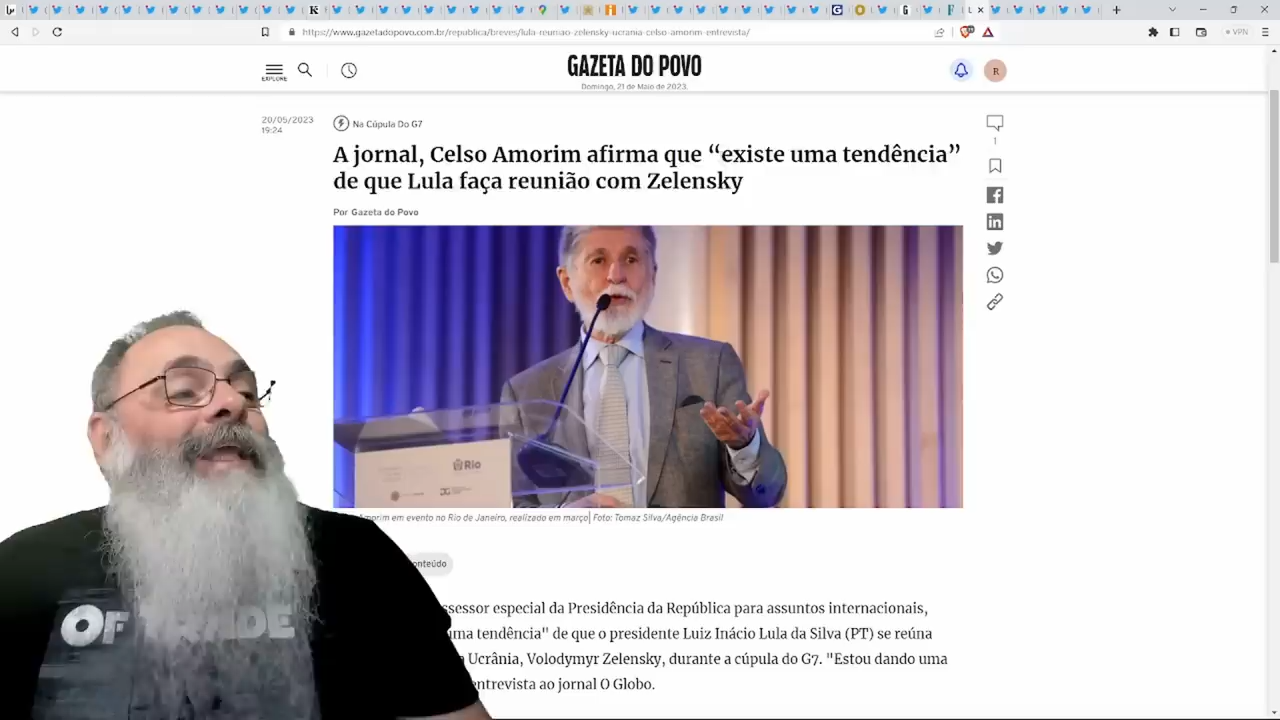 https://www.gazetadopovo.com.br/republica/breves/lula-reuniao-zelensky-ucrania-celso-amorim-entrevista/
VPN
EXPLORE
GAZETA DO POVO
Domingo, 21 de Maio de 2023.
R
20/05/2023
19:24
Na Cúpula Do G7
1
A jornal, Celso Amorim afirma que “existe uma tendência”
de que Lula faça reunião com Zelensky
Por Gazeta do Povo
Rio
em evento no Rio de Janeiro, realizado em março| Foto: Tomaz Silva/Agência Brasil
especial da Presidência da República para assuntos internacionais,
tendência" de que o presidente Luiz Inácio Lula da Silva (PT) se reúna
Ucrânia, Volodymyr Zelensky, durante a cúpula do G7. "Estou dando uma
entrevista ao jornal O Globo.
OF